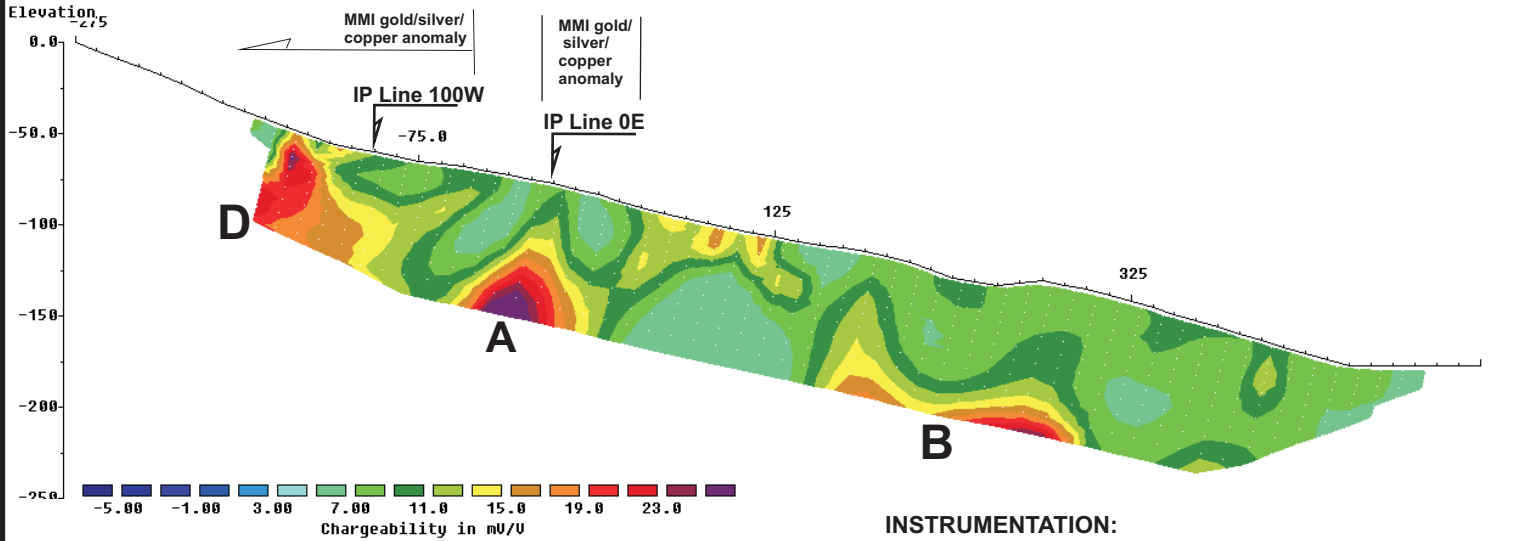 Elevation
-275
MMI gold/silver/
copper anomaly
MMI gold/
silver/
copper
anomaly
0.0
IP Line 100W
IP Line 0E
-50.0
-75.0
D
-100
125
325
-150
A
-200
B
-250
-5.00 -1.00 3.00 7.00 11.0 15.0 19.0 23.0
Chargeability in mV/V
INSTRUMENTATION: